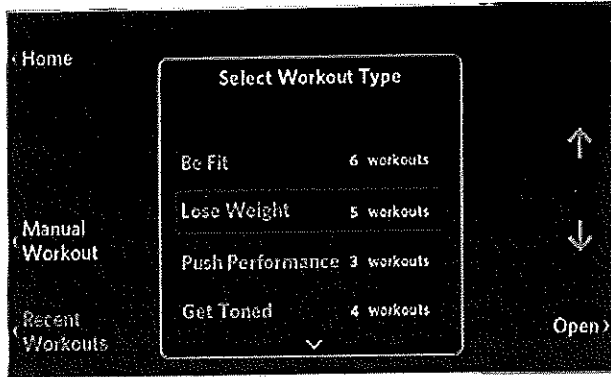 Home
Select Workout Type
Be Fit 6 workouts
Lose Weight 5 workouts
Manual
Workout
Push Performance 3 workouts
Get Toned 4 workouts
Recent
Workouts
Open